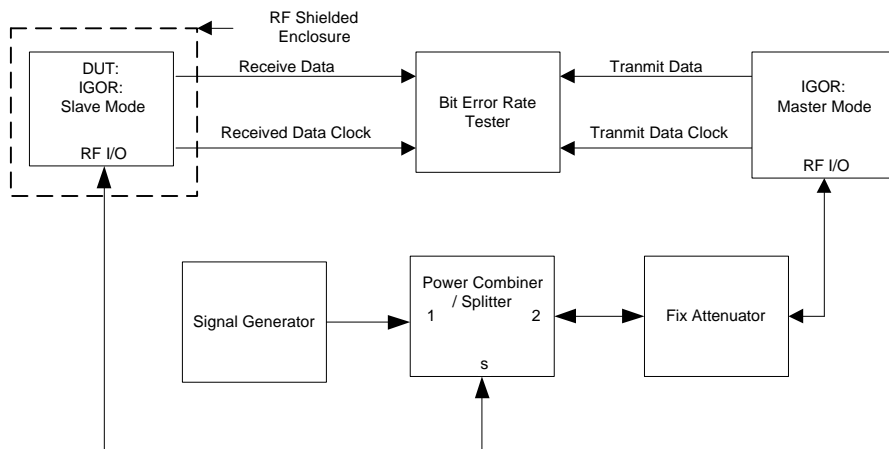 RF Shielded
Enclosure
DUT:
IGOR:
Slave Mode
RF I/O
Receive Data
Received Data Clock
Bit Error Rate
Tester
Tranmit Data
Tranmit Data Clock
IGOR:
Master Mode
RF I/O
Signal Generator
Power Combiner
/ Splitter
1 2
s
Fix Attenuator